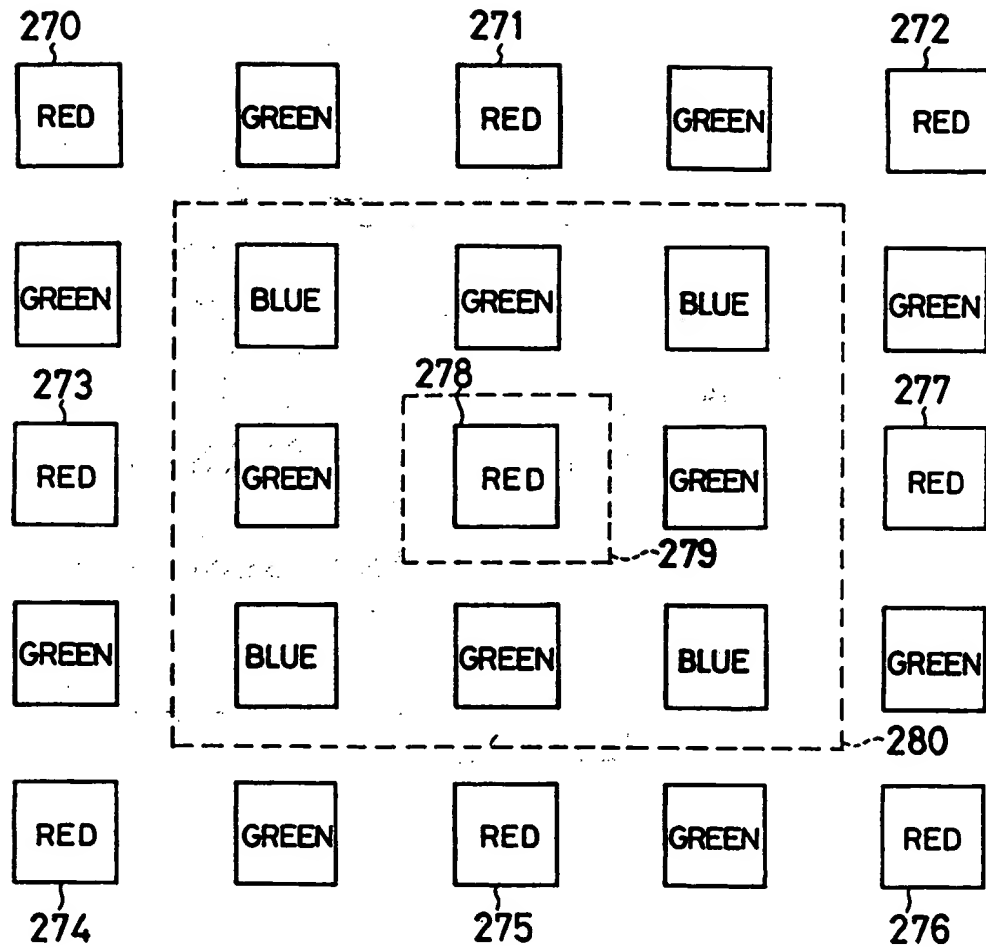 270 271 272
RED GREEN RED GREEN RED
GREEN BLUE GREEN BLUE GREEN
273 278 277
RED GREEN RED GREEN RED
279
GREEN BLUE GREEN BLUE GREEN
280
RED GREEN RED GREEN RED
274 275 276